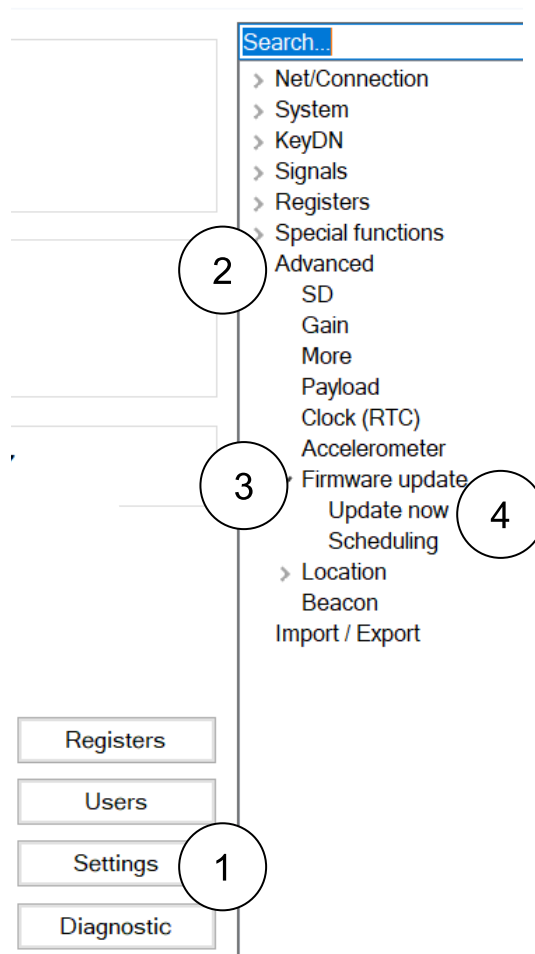 Search...
Net/Connection
System
KeyDN
Signals
Registers
Special functions
2
Advanced
SD
Gain
More
Payload
Clock (RTC)
Accelerometer
3
Firmware update
Update now
4
Scheduling
Location
Beacon
Import / Export
Registers
Users
Settings
1
Diagnostic